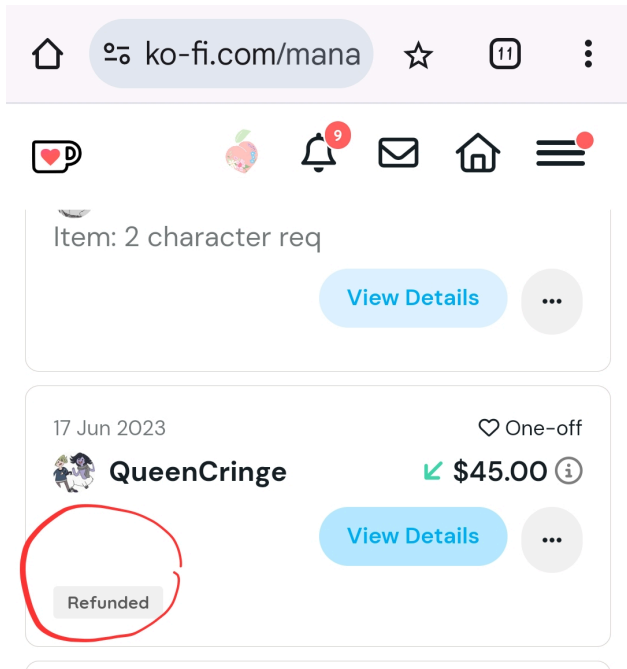 ko-fi.com/mana
11
9
Item: 2 character req
View Details
17 Jun 2023
One-off
QueenCringe
$45.00
View Details
Refunded